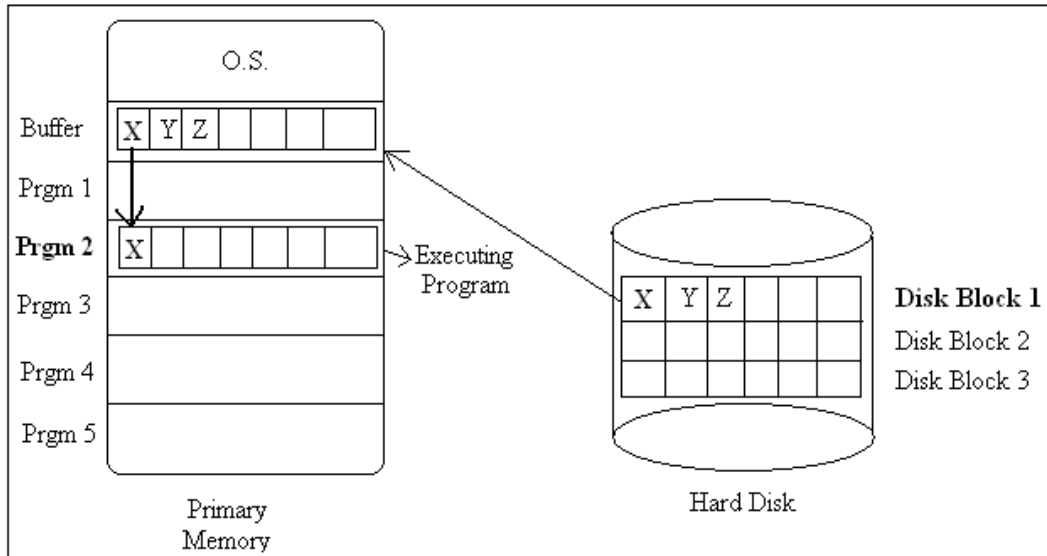 O.S.
Buffer
X Y Z
Prgm 1
Prgm 2
X
Executing
Program
Prgm 3
Prgm 4
Prgm 5
Primary
Memory
X Y Z
Disk Block 1
Disk Block 2
Disk Block 3
Hard Disk